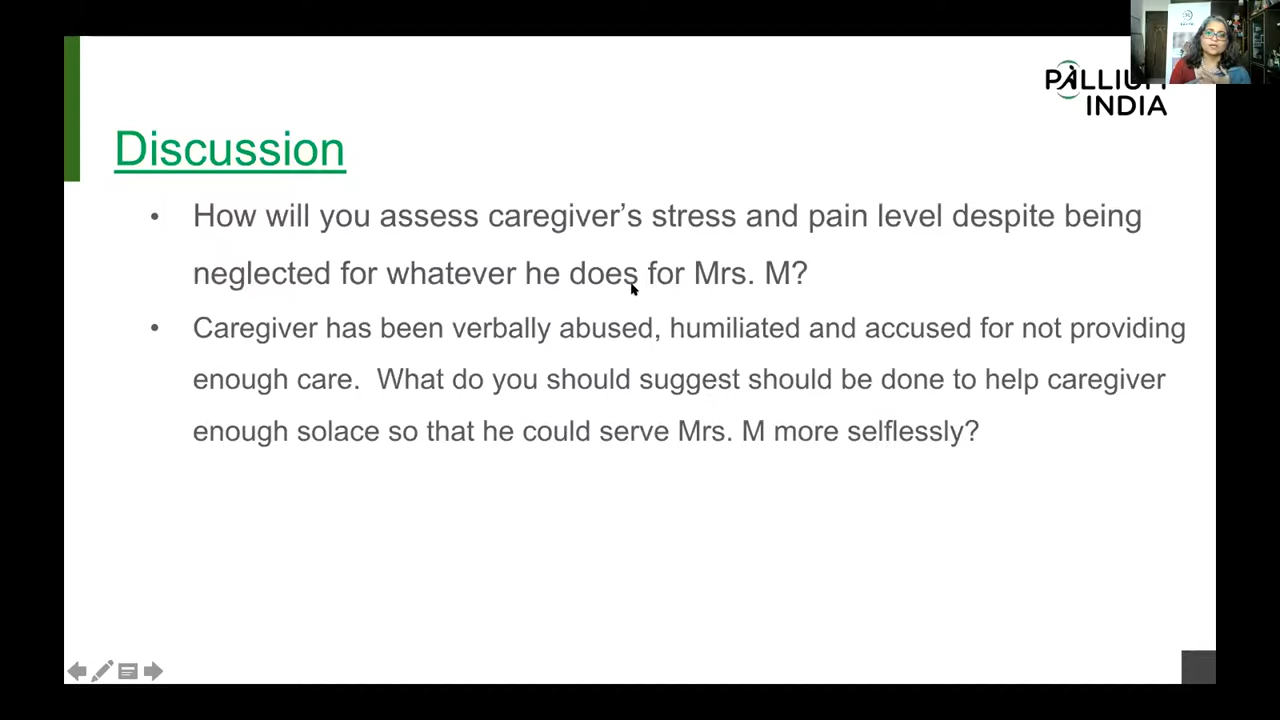 PALLIUM
INDIA
Discussion
• How will you assess caregiver’s stress and pain level despite being
neglected for whatever he does for Mrs. M?
• Caregiver has been verbally abused, humiliated and accused for not providing
enough care.  What do you should suggest should be done to help caregiver
enough solace so that he could serve Mrs. M more selflessly?